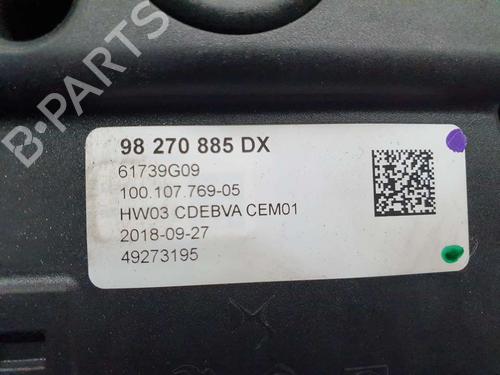 B-PARTS
98 270 885 DX
61739G09
100.107.769-05
HW03 CDEBVA CEM01
2018-09-27
49273195